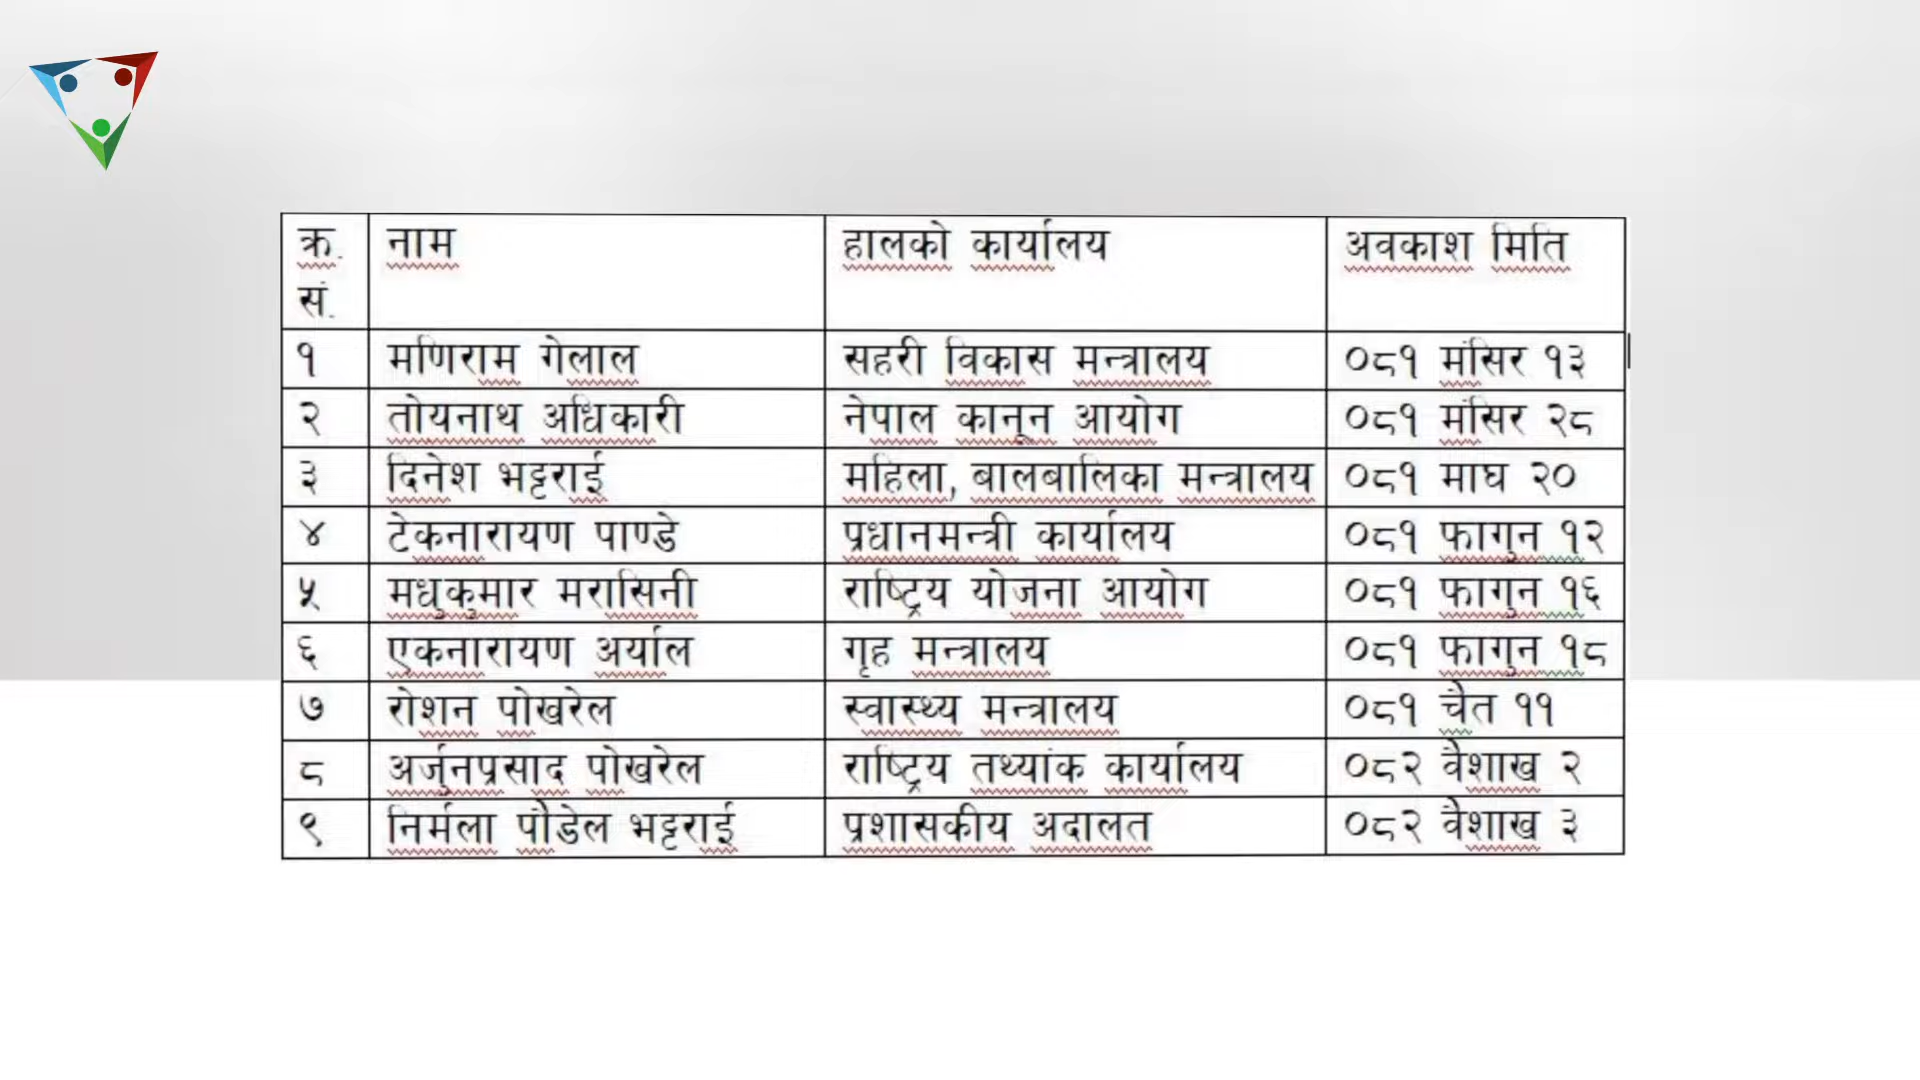 क्र. नाम हालको कार्यालय अवकाश मिति
सं.
१ मणिराम गेलाल सहरी विकास मन्त्रालय ०८१ मंसिर १३
२ तोयनाथ अधिकारी नेपाल कानून आयोग ०८१ मंसिर २८
३ दिनेश भट्टराई महिला, बालबालिका मन्त्रालय ०८१ माघ २०
४ टेकनारायण पाण्डे प्रधानमन्त्री कार्यालय ०८१ फागुन १२
५ मधुकुमार मरासिनी राष्ट्रिय योजना आयोग ०८१ फागुन १६
६ एकनारायण अर्याल गृह मन्त्रालय ०८१ फागुन १८
७ रोशन पोखरेल स्वास्थ्य मन्त्रालय ०८१ चैत ११
८ अर्जुनप्रसाद पोखरेल राष्ट्रिय तथ्यांक कार्यालय ०८२ वैशाख २
९ निर्मला पौडेल भट्टराई प्रशासकीय अदालत ०८२ वैशाख ३